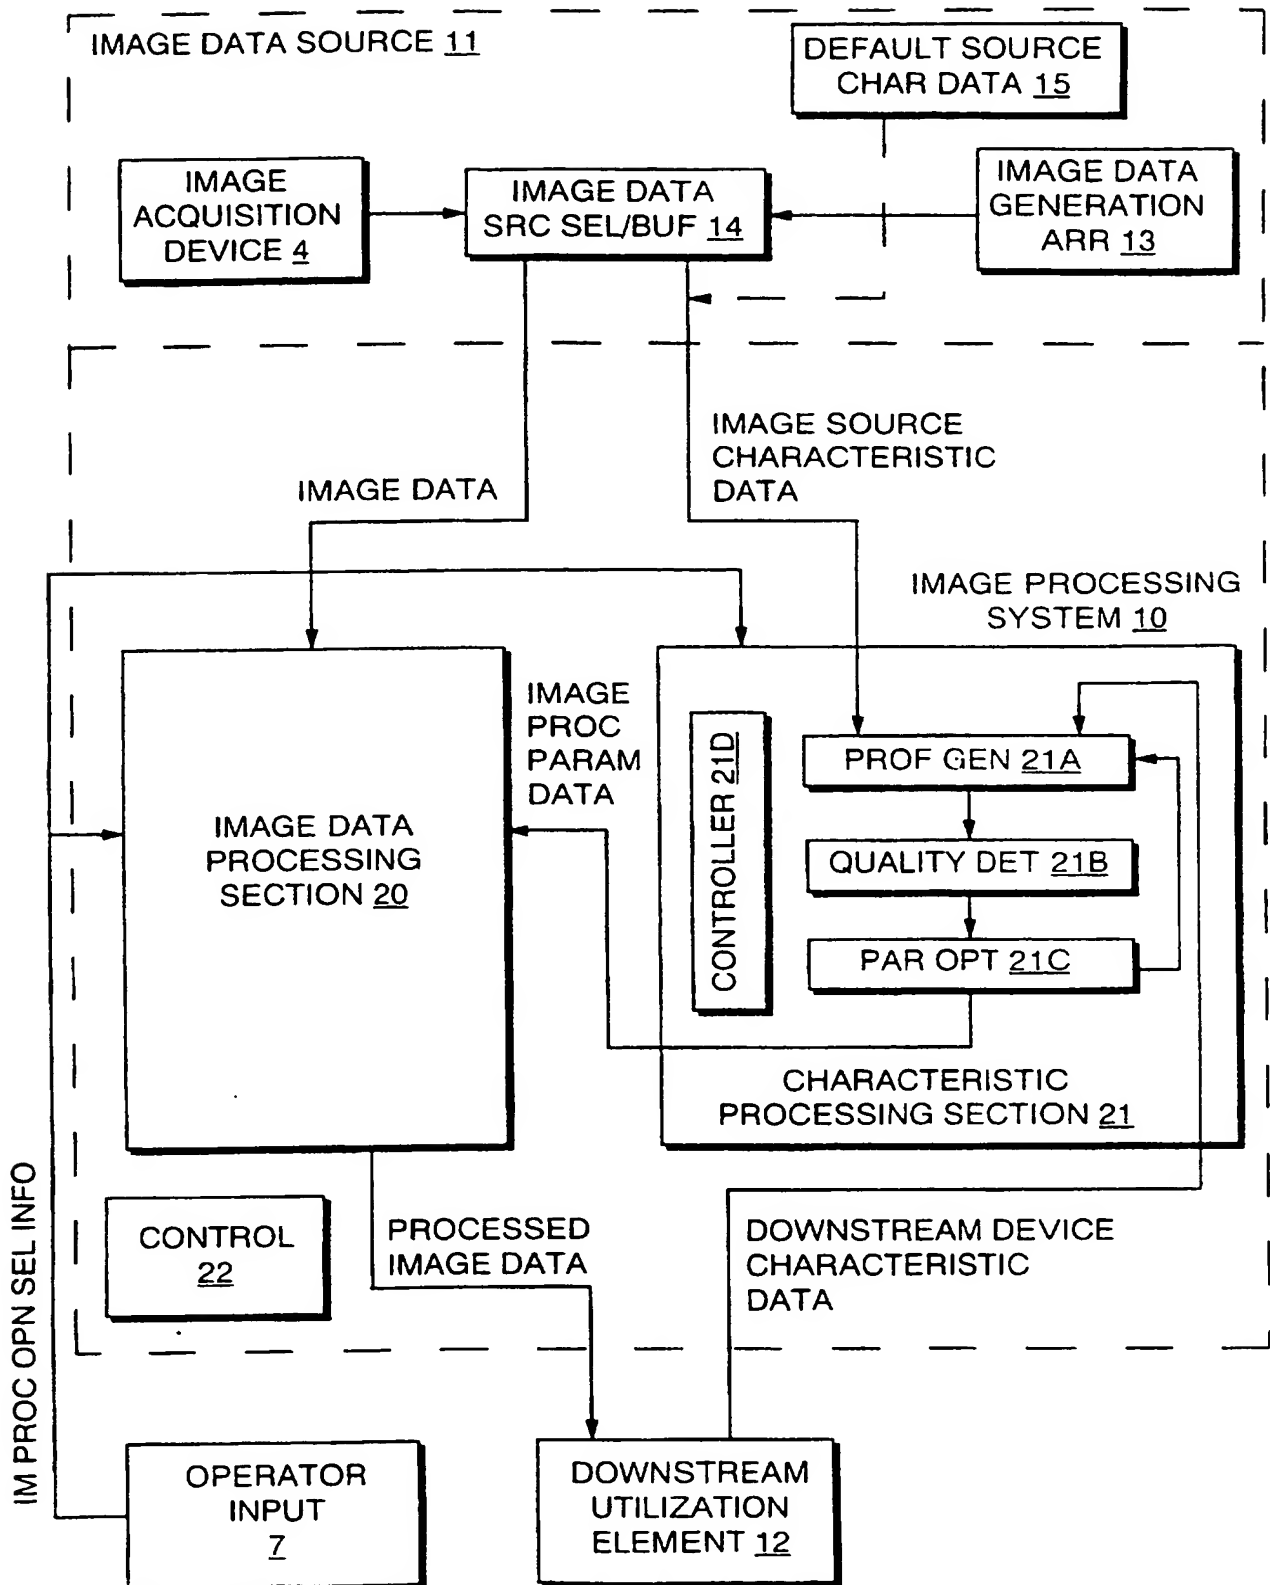 IMAGE DATA SOURCE 11
DEFAULT SOURCE
CHAR DATA 15
IMAGE
ACQUISITION
DEVICE 4
IMAGE DATA
SRC SEL/BUF 14
IMAGE DATA
GENERATION
ARR 13
IMAGE DATA
IMAGE SOURCE
CHARACTERISTIC
DATA
IMAGE PROCESSING
SYSTEM 10
IMAGE DATA
PROCESSING
SECTION 20
IMAGE
PROC
PARAM
DATA
CONTROLLER 21D
PROF GEN 21A
QUALITY DET 21B
PAR OPT 21C
CHARACTERISTIC
PROCESSING SECTION 21
IM PROC OPN SEL INFO
CONTROL
22
PROCESSED
IMAGE DATA
DOWNSTREAM DEVICE
CHARACTERISTIC
DATA
OPERATOR
INPUT
7
DOWNSTREAM
UTILIZATION
ELEMENT 12